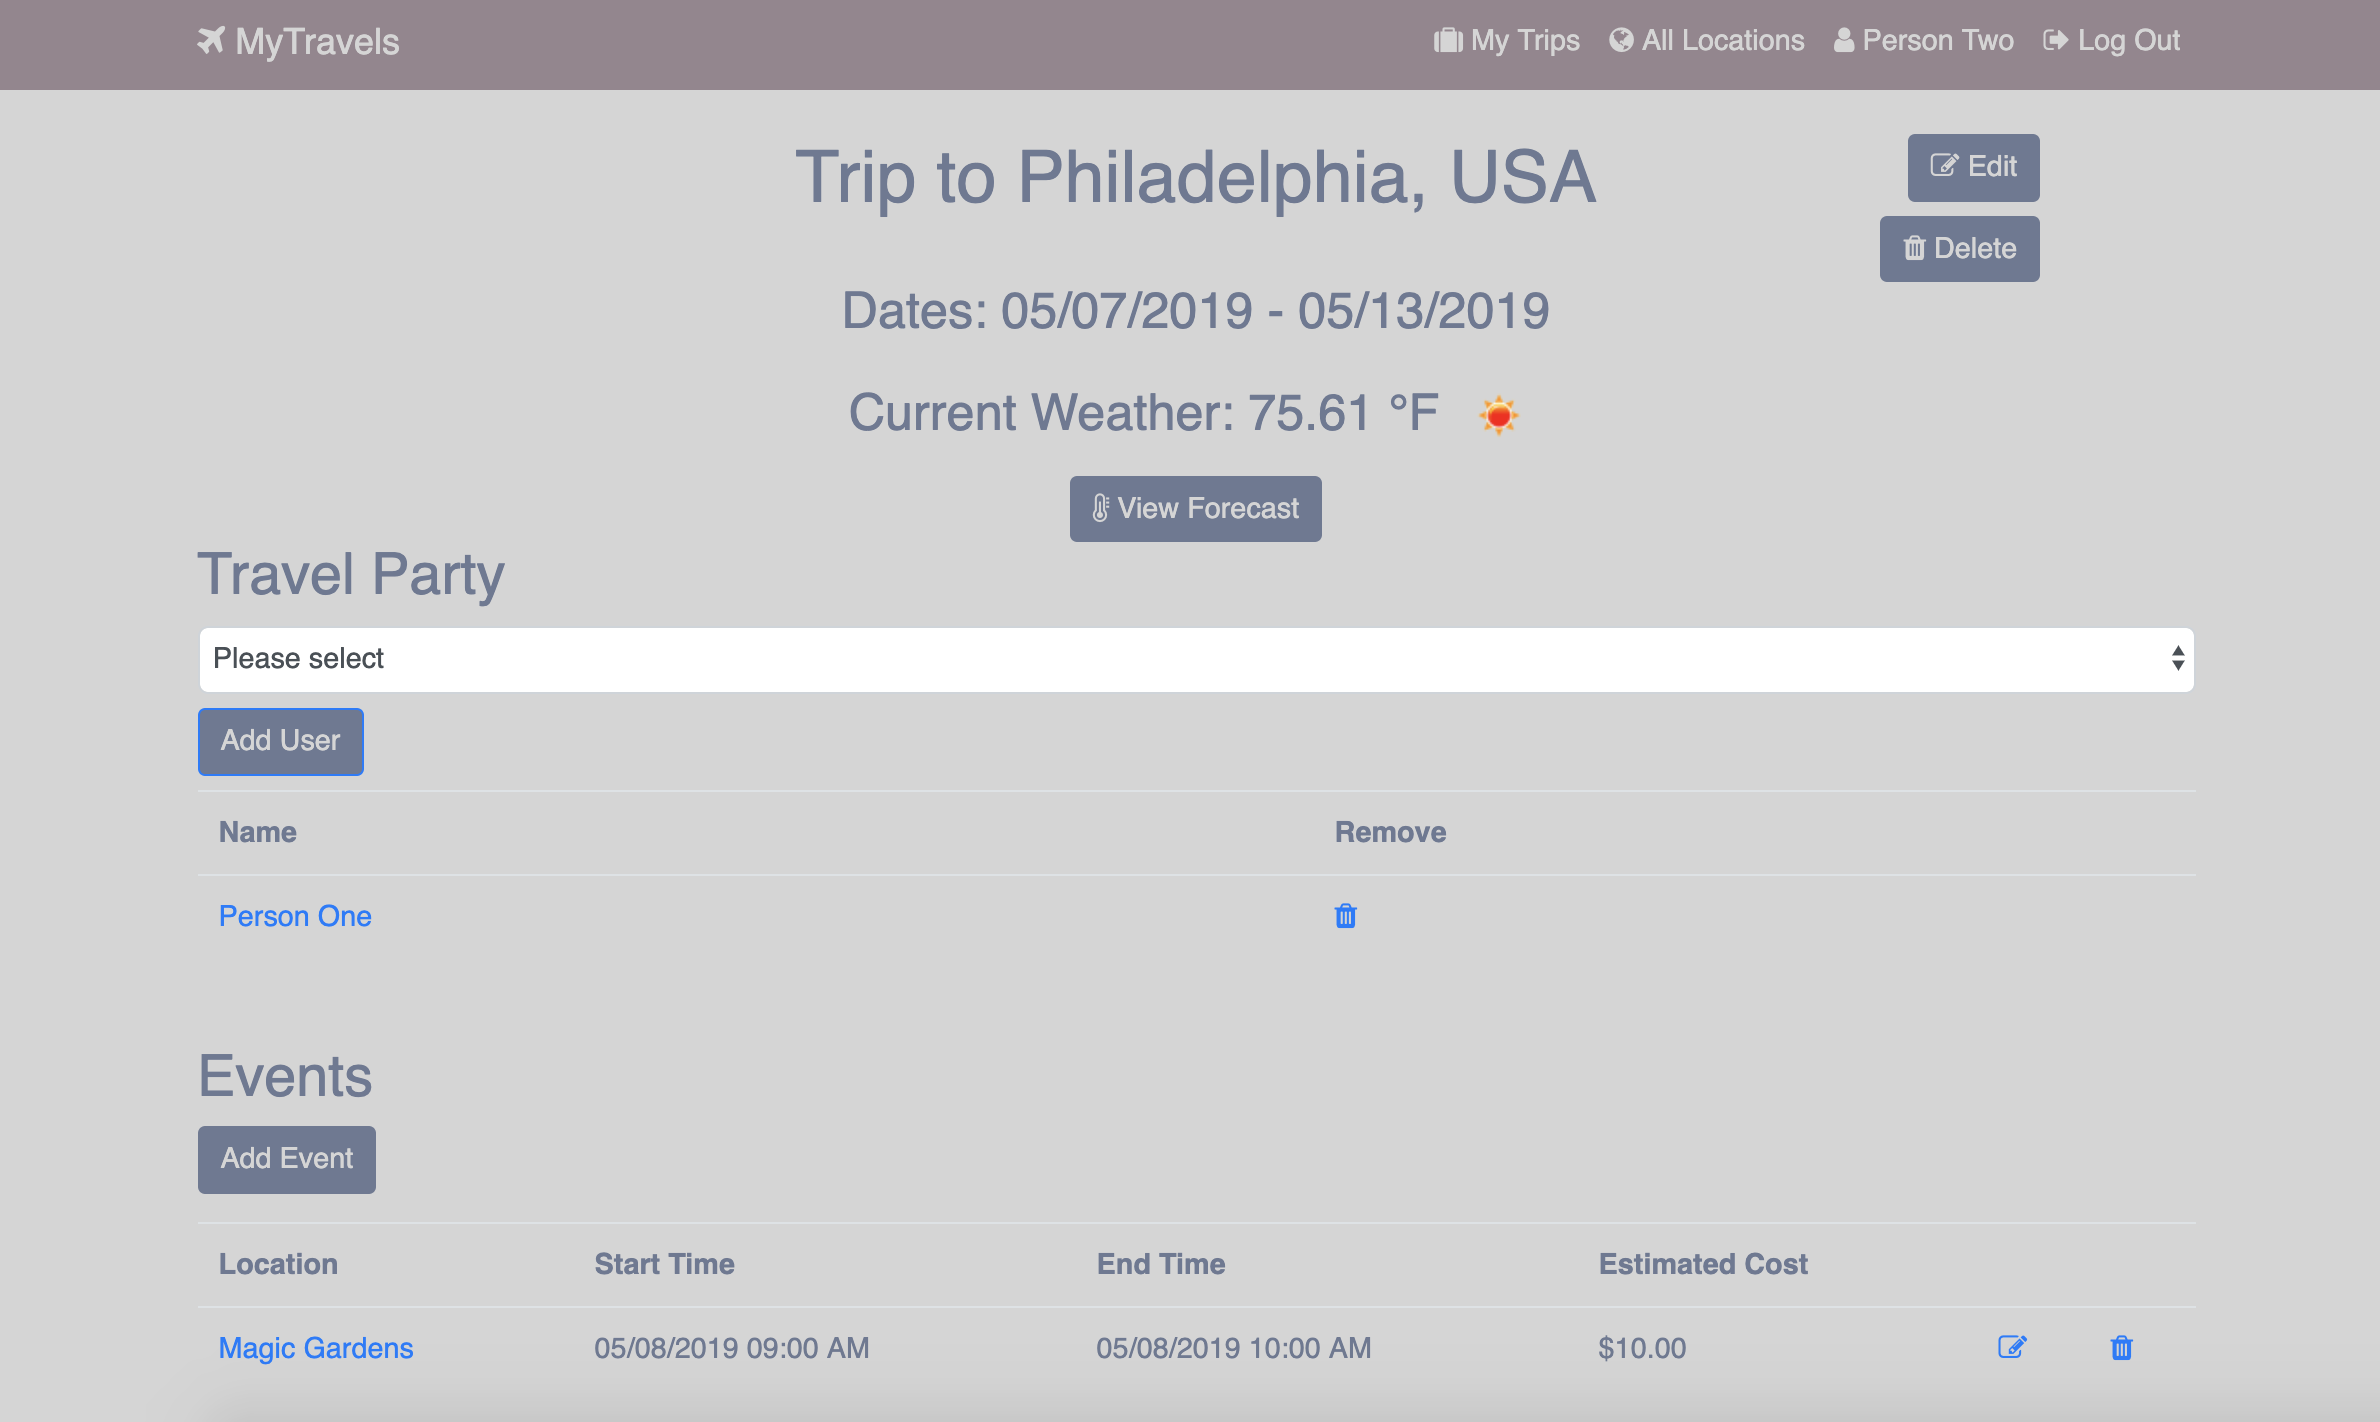 MyTravels My Trips All Locations Person Two Log Out
Trip to Philadelphia, USA
Edit
Delete
Dates: 05/07/2019 - 05/13/2019
Current Weather: 75.61 °F
View Forecast
Travel Party
Please select
Add User
Name Remove
Person One
Events
Add Event
Location Start Time End Time Estimated Cost
Magic Gardens 05/08/2019 09:00 AM 05/08/2019 10:00 AM $10.00